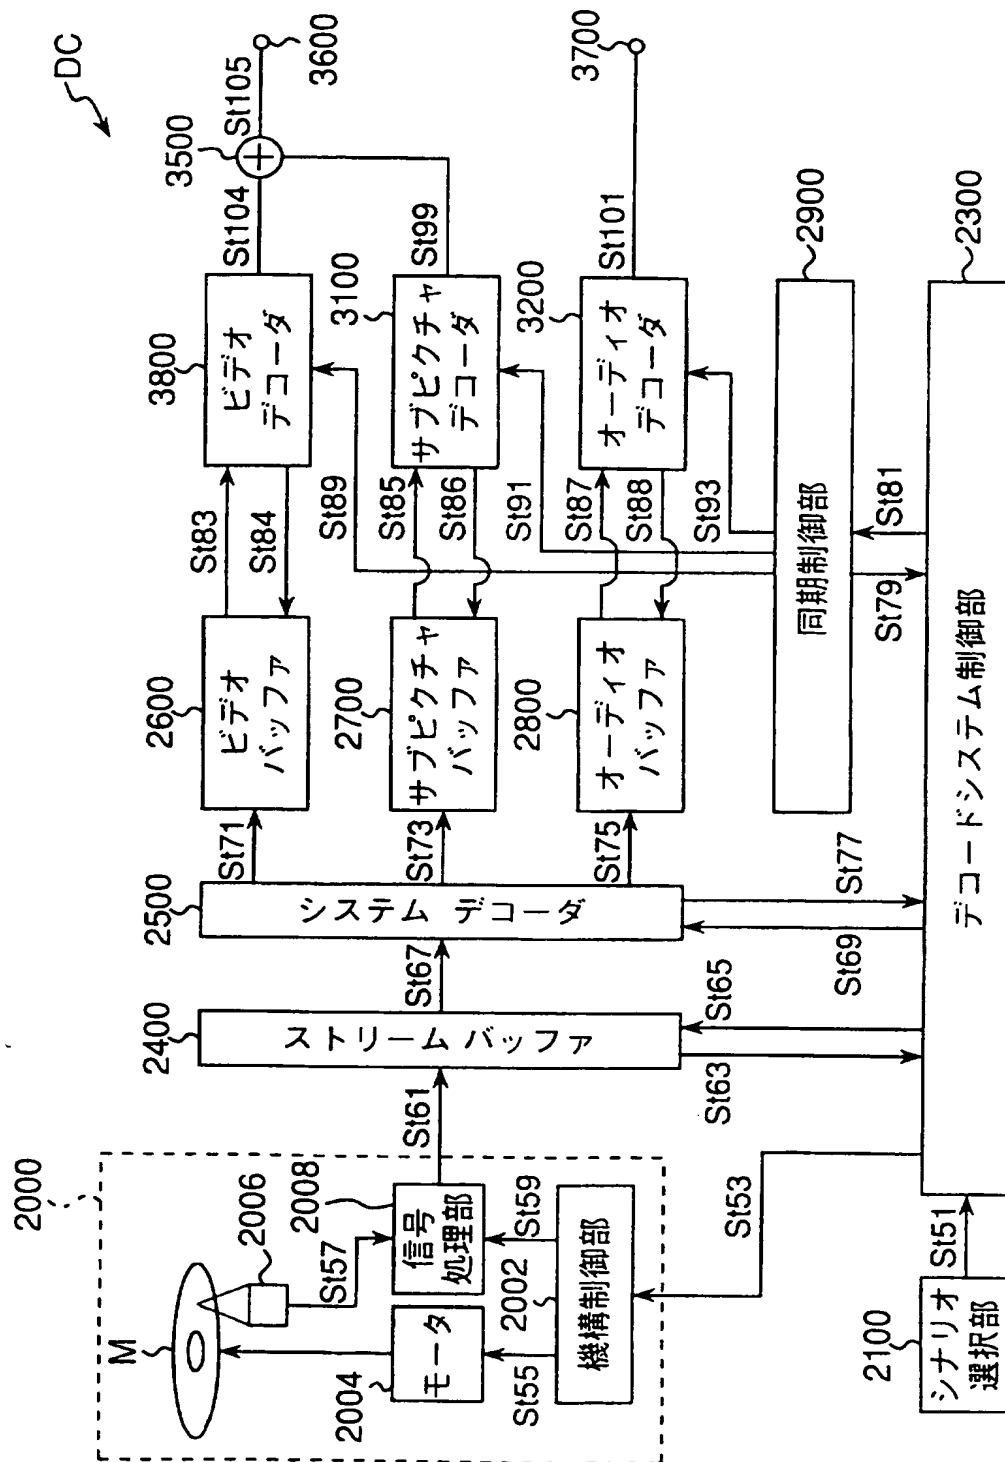 DC
2000
M
2006
2008
St57
信号
処理部
2004
モータ
2002
St55
St59
機構制御部
St61
2400
ストリーム バッファ
St67
2500
システム デコーダ
St71
St73
St75
2600
ビデオ
バッファ
2700
サブピクチャ
バッファ
2800
オーディオ
バッファ
St83
St84
St89
St85
St86
St91
St87
St88
St93
3800
ビデオ
デコーダ
3100
サブピクチャ
デコーダ
3200
オーディオ
デコーダ
St104
3500
St105
3600
St99
St101
3700
2900
同期制御部
St63
St65
St69
St77
St79
St81
St53
2300
デコードシステム制御部
2100
シナリオ
選択部
St51